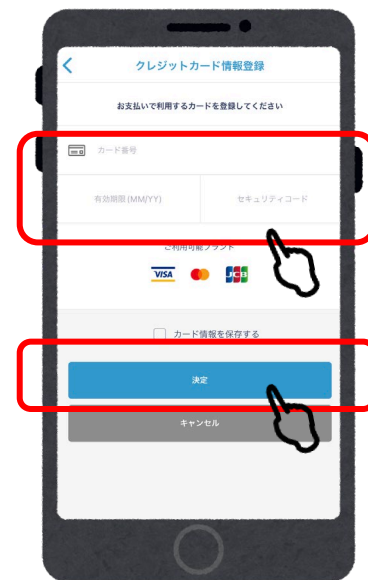 クレジットカード情報登録
お支払いで利用するカードを登録してください
カード番号
有効期限(MM/YY) セキュリティコード
ご利用可能ブランド
VISA JCB
カード情報を保存する
決定
キャンセル